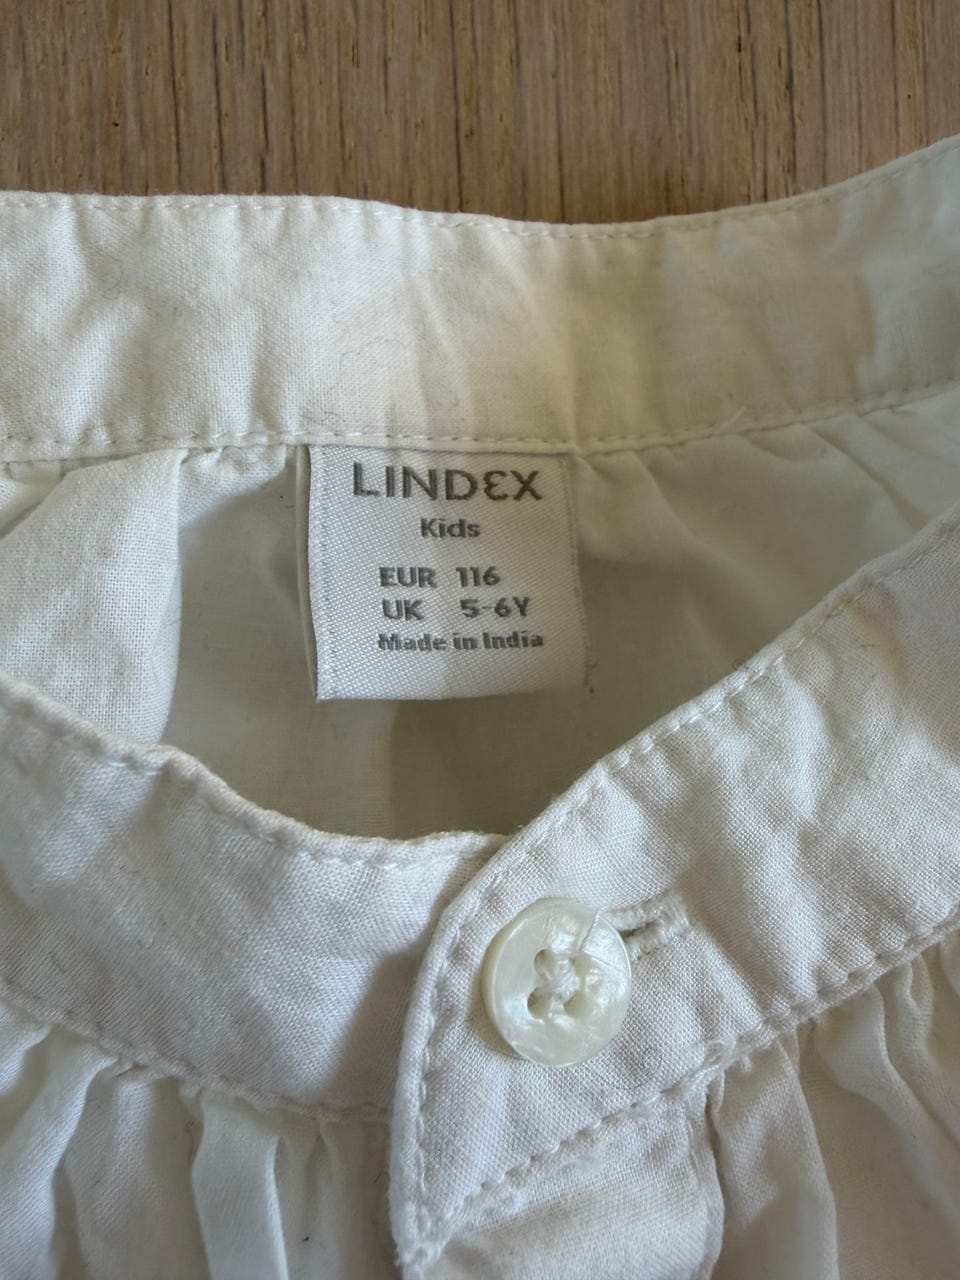 LINDEX
Kids
EUR 116
UK 5-6Y
Made in India